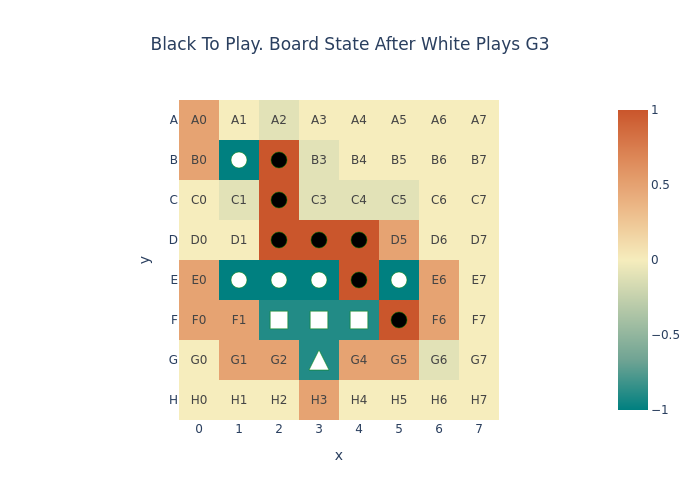 Black To Play. Board State After White Plays G3
A A0 A1 A2 A3 A4 A5 A6 A7 1
B B0 B3 B4 B5 B6 B7
C C0 C1 C3 C4 C5 C6 C7 0.5
D D0 D1 D5 D6 D7
y 0
E E0 E6 E7
F F0 F1 F6 F7 −0.5
G G0 G1 G2 G4 G5 G6 G7
H H0 H1 H2 H3 H4 H5 H6 H7 −1
0 1 2 3 4 5 6 7
x